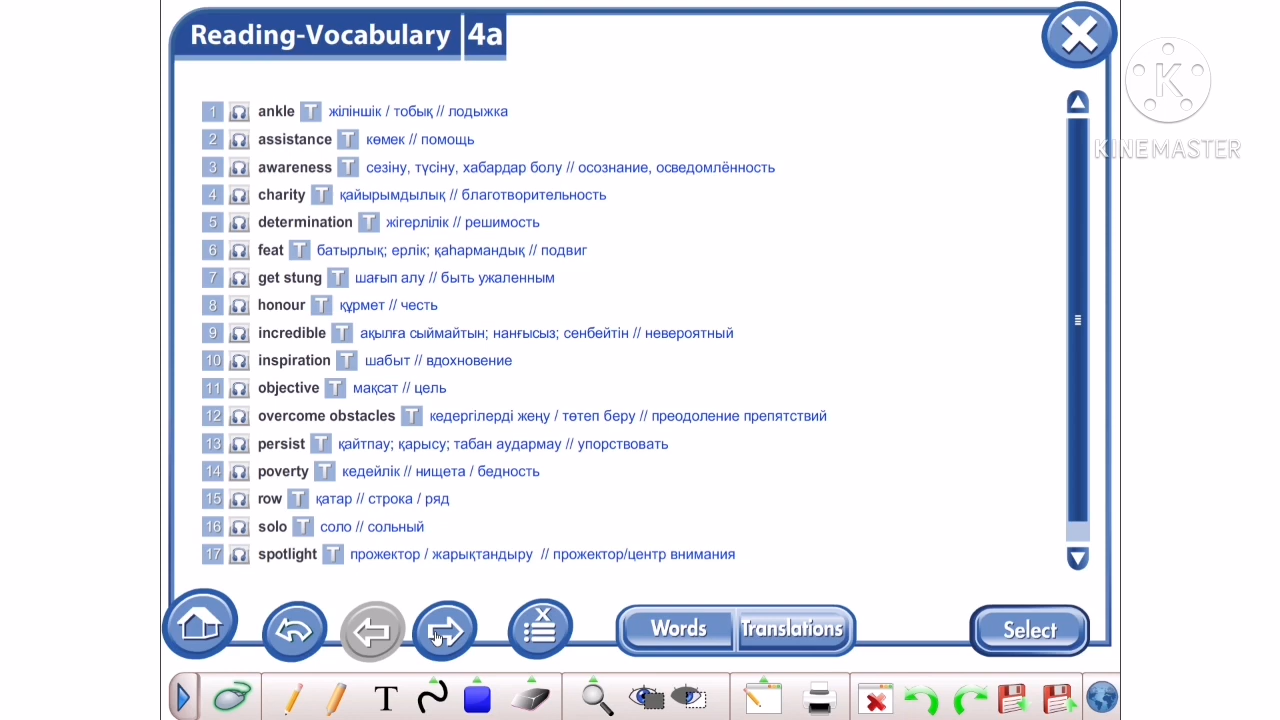 Reading-Vocabulary 4a
KINEMASTER
1 ankle T жіліншік / тобық // лодыжка
2 assistance T көмек // помощь
3 awareness T сезіну, түсіну, хабардар болу // осознание, осведомлённость
4 charity T қайырымдылық // благотворительность
5 determination T жігерлілік // решимость
6 feat T батырлық; ерлік; қаһармандық // подвиг
7 get stung T шағып алу // быть ужаленным
8 honour T құрмет // честь
9 incredible T ақылға сыймайтын; нанғысыз; сенбейтін // невероятный
10 inspiration T шабыт // вдохновение
11 objective T мақсат // цель
12 overcome obstacles T кедергілерді жеңу / төтеп беру // преодоление препятствий
13 persist T қайтпау; қарысу; табан аудармау // упорствовать
14 poverty T кедейлік // нищета / бедность
15 row T қатар // строка / ряд
16 solo T соло // сольный
17 spotlight T прожектор / жарықтандыру // прожектор/центр внимания
Words Translations Select
T